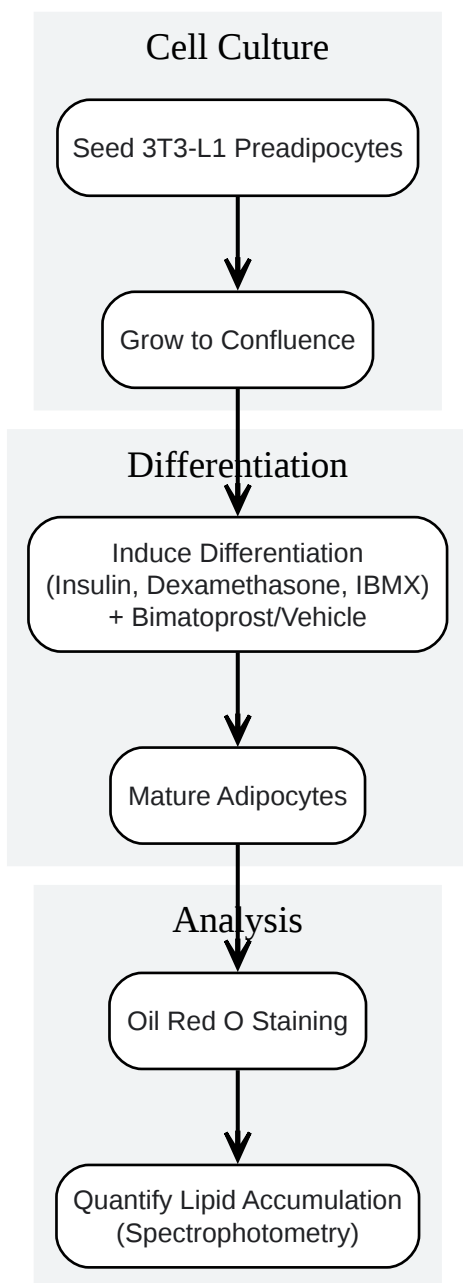 Cell Culture
Seed 3T3-L1 Preadipocytes
Grow to Confluence
Differentiation
Induce Differentiation
(Insulin, Dexamethasone, IBMX)
+ Bimatoprost/Vehicle
Mature Adipocytes
Analysis
Oil Red O Staining
Quantify Lipid Accumulation
(Spectrophotometry)